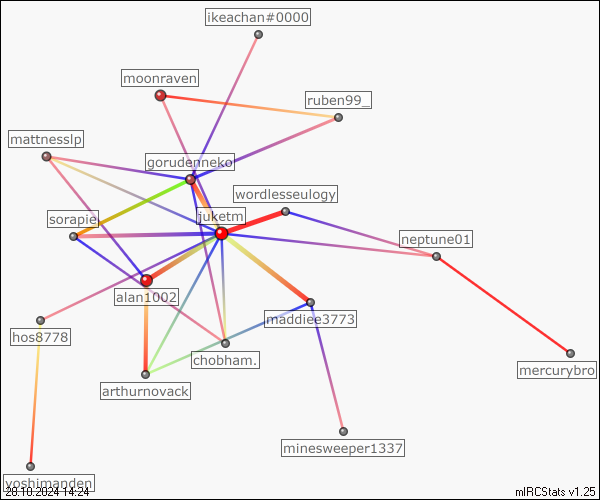 ikeachan#0000
moonraven
ruben99_
mattnesslp
gorudenneko
wordlesseulogy
sorapie
juketm
neptune01
alan1002
maddiee3773
hos8778
chobham.
mercurybro
arthurnovack
minesweeper1337
yoshimanden
20.10.2024 14:24
mIRCStats v1.25